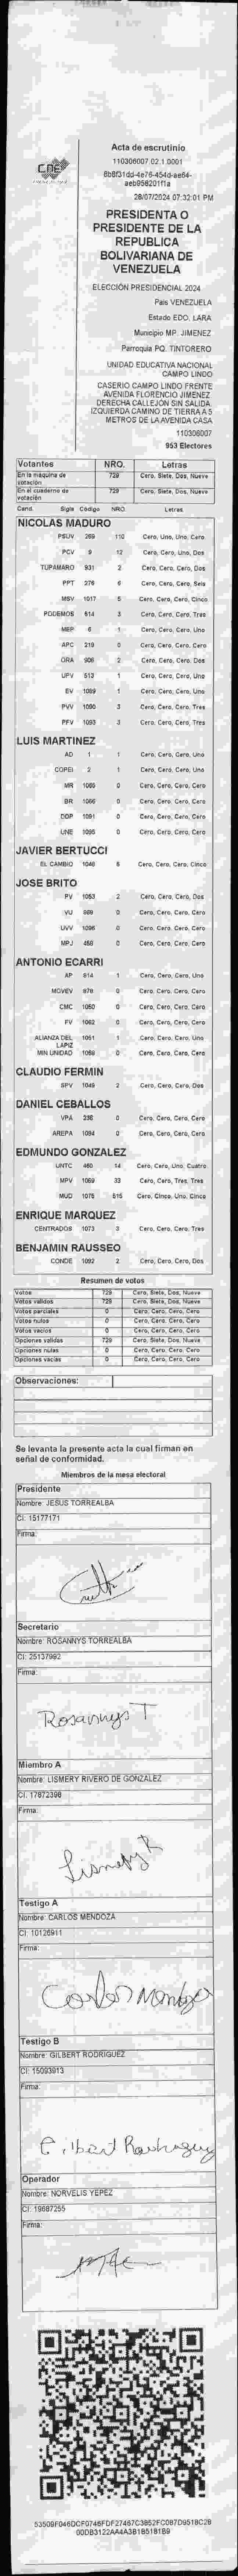 CNE
Acta de escrutinio
110306007.02.1.0001
28/07/2024 07:32:01 PM
PRESIDENTA O
PRESIDENTE DE LA
REPUBLICA
BOLIVARIANA DE
VENEZUELA
ELECCIÓN PRESIDENCIAL 2024
País VENEZUELA
Estado EDO. LARA
Municipio MP. JIMENEZ
Parroquia PQ. TINTORERO
UNIDAD EDUCATIVA NACIONAL
CAMPO LINDO
CASERIO CAMPO LINDO FRENTE
AVENIDA FLORENCIO JIMENEZ.
DERECHA CALLEJÓN SIN SALIDA.
IZQUIERDA CAMINO DE TIERRA A 5
METROS DE LA AVENIDA CASA
110306007
953 Electores
Votantes NRO. Letras
En la máquina de votación 729 Cero, Siete, Dos, Nueve
En el cuaderno de votación 729 Cero, Siete, Dos, Nueve
Cand. Sigla Código NRO. Letras
NICOLAS MADURO
PSUV 269 110 Cero, Uno, Uno, Cero
PCV 9 12 Cero, Cero, Uno, Dos
TUPAMARO 931 2 Cero, Cero, Cero, Dos
PPT 276 6 Cero, Cero, Cero, Seis
MSV 1017 5 Cero, Cero, Cero, Cinco
PODEMOS 614 3 Cero, Cero, Cero, Tres
MEP 6 1 Cero, Cero, Cero, Uno
APC 219 0 Cero, Cero, Cero, Cero
ORA 906 2 Cero, Cero, Cero, Dos
UPV 513 1 Cero, Cero, Cero, Uno
EV 1089 1 Cero, Cero, Cero, Uno
PVV 1090 3 Cero, Cero, Cero, Tres
PFV 1093 3 Cero, Cero, Cero, Tres
LUIS MARTINEZ
AD 1 1 Cero, Cero, Cero, Uno
COPEI 2 1 Cero, Cero, Cero, Uno
MR 1065 0 Cero, Cero, Cero, Cero
BR 1066 0 Cero, Cero, Cero, Cero
DDP 1091 0 Cero, Cero, Cero, Cero
UNE 1095 0 Cero, Cero, Cero, Cero
JAVIER BERTUCCI
EL CAMBIO 1048 5 Cero, Cero, Cero, Cinco
JOSE BRITO
PV 1053 2 Cero, Cero, Cero, Dos
VU 869 0 Cero, Cero, Cero, Cero
UVV 1096 0 Cero, Cero, Cero, Cero
MPJ 458 0 Cero, Cero, Cero, Cero
ANTONIO ECARRI
AP 914 1 Cero, Cero, Cero, Uno
MOVEV 978 0 Cero, Cero, Cero, Cero
CMC 1050 0 Cero, Cero, Cero, Cero
FV 1062 0 Cero, Cero, Cero, Cero
ALIANZA DEL LAPIZ 1051 1 Cero, Cero, Cero, Uno
MIN UNIDAD 1068 0 Cero, Cero, Cero, Cero
CLAUDIO FERMIN
SPV 1049 2 Cero, Cero, Cero, Dos
DANIEL CEBALLOS
VPA 238 0 Cero, Cero, Cero, Cero
AREPA 1094 0 Cero, Cero, Cero, Cero
EDMUNDO GONZALEZ
UNTC 460 14 Cero, Cero, Uno, Cuatro
MPV 1069 33 Cero, Cero, Tres, Tres
MUD 1078 515 Cero, Cinco, Uno, Cinco
ENRIQUE MARQUEZ
CENTRADOS 1073 3 Cero, Cero, Cero, Tres
BENJAMIN RAUSSEO
CONDE 1092 2 Cero, Cero, Cero, Dos
Resumen de votos
Votos 729 Cero, Siete, Dos, Nueve
Votos validos 729 Cero, Siete, Dos, Nueve
Votos parciales 0 Cero, Cero, Cero, Cero
Votos nulos 0 Cero, Cero, Cero, Cero
Votos vacios 0 Cero, Cero, Cero, Cero
Opciones validas 729 Cero, Siete, Dos, Nueve
Opciones nulas 0 Cero, Cero, Cero, Cero
Opciones vacias 0 Cero, Cero, Cero, Cero
Observaciones:
Se levanta la presente acta la cual firman en
señal de conformidad.
Miembros de la mesa electoral
Presidente
Nombre: JESUS TORREALBA
CI: 15177171
Firma:
Secretario
Nombre: ROSANNYS TORREALBA
CI: 25137992
Firma:
Rosannys T
Miembro A
Nombre: LISMERY RIVERO DE GONZALEZ
CI: 17872398
Firma:
Lismery R
Testigo A
Nombre: CARLOS MENDOZA
CI: 10126911
Firma:
Carlos Mendoza
Testigo B
Nombre: GILBERT RODRIGUEZ
CI: 15093913
Firma:
Gilbert Rodriguez
Operador
Nombre: NORVELIS YEPEZ
CI: 19687255
Firma: